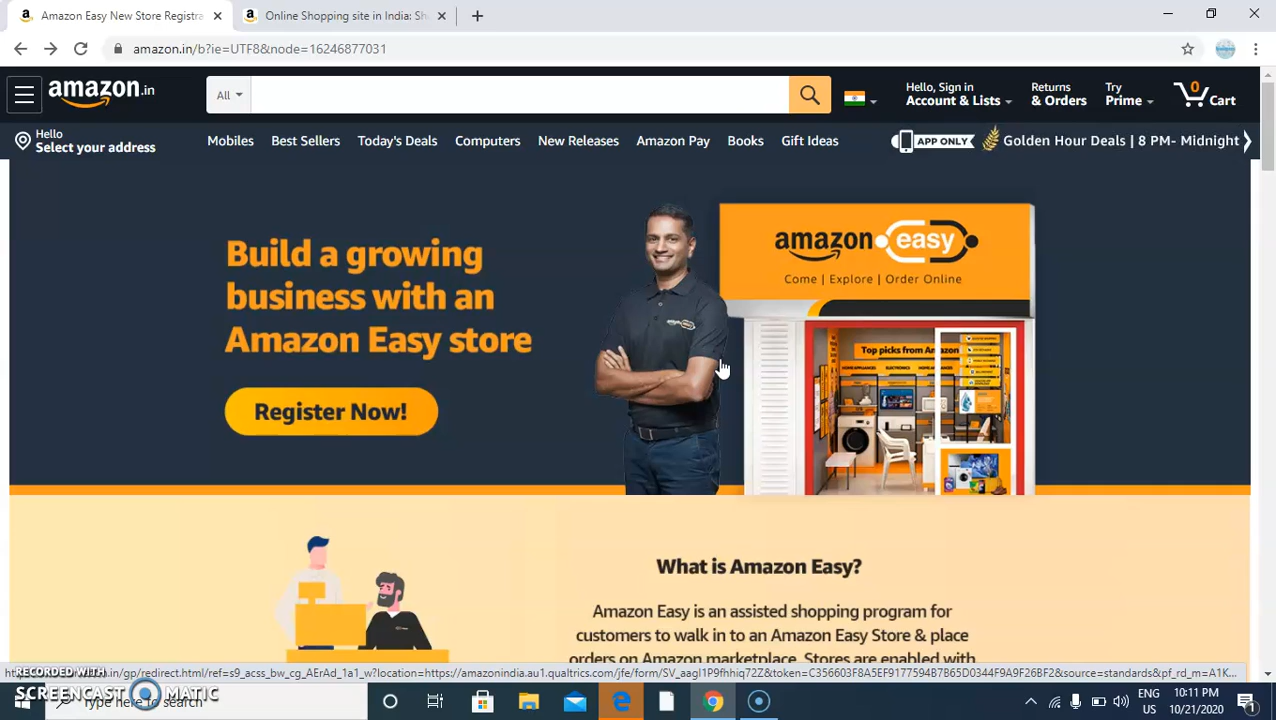 Amazon Easy New Store Registra
Online Shopping site in India: Sh
amazon.in/b?ie=UTF8&node=16246877031
amazon.in
All
Hello, Sign in
Account & Lists
Returns
& Orders
Try
Prime
0
Cart
Hello
Select your address
Mobiles
Best Sellers
Today's Deals
Computers
New Releases
Amazon Pay
Books
Gift Ideas
APP ONLY
Golden Hour Deals | 8 PM- Midnight
Build a growing
business with an
Amazon Easy store
Register Now!
amazon easy
Come | Explore | Order Online
Top picks from Amazon
What is Amazon Easy?
Amazon Easy is an assisted shopping program for
customers to walk in to an Amazon Easy Store & place
orders on Amazon marketplace. Stores are enabled with
RECORDED WITH
SCREENCAST MATIC
Type here to search
ENG
US
10:11 PM
10/21/2020
1